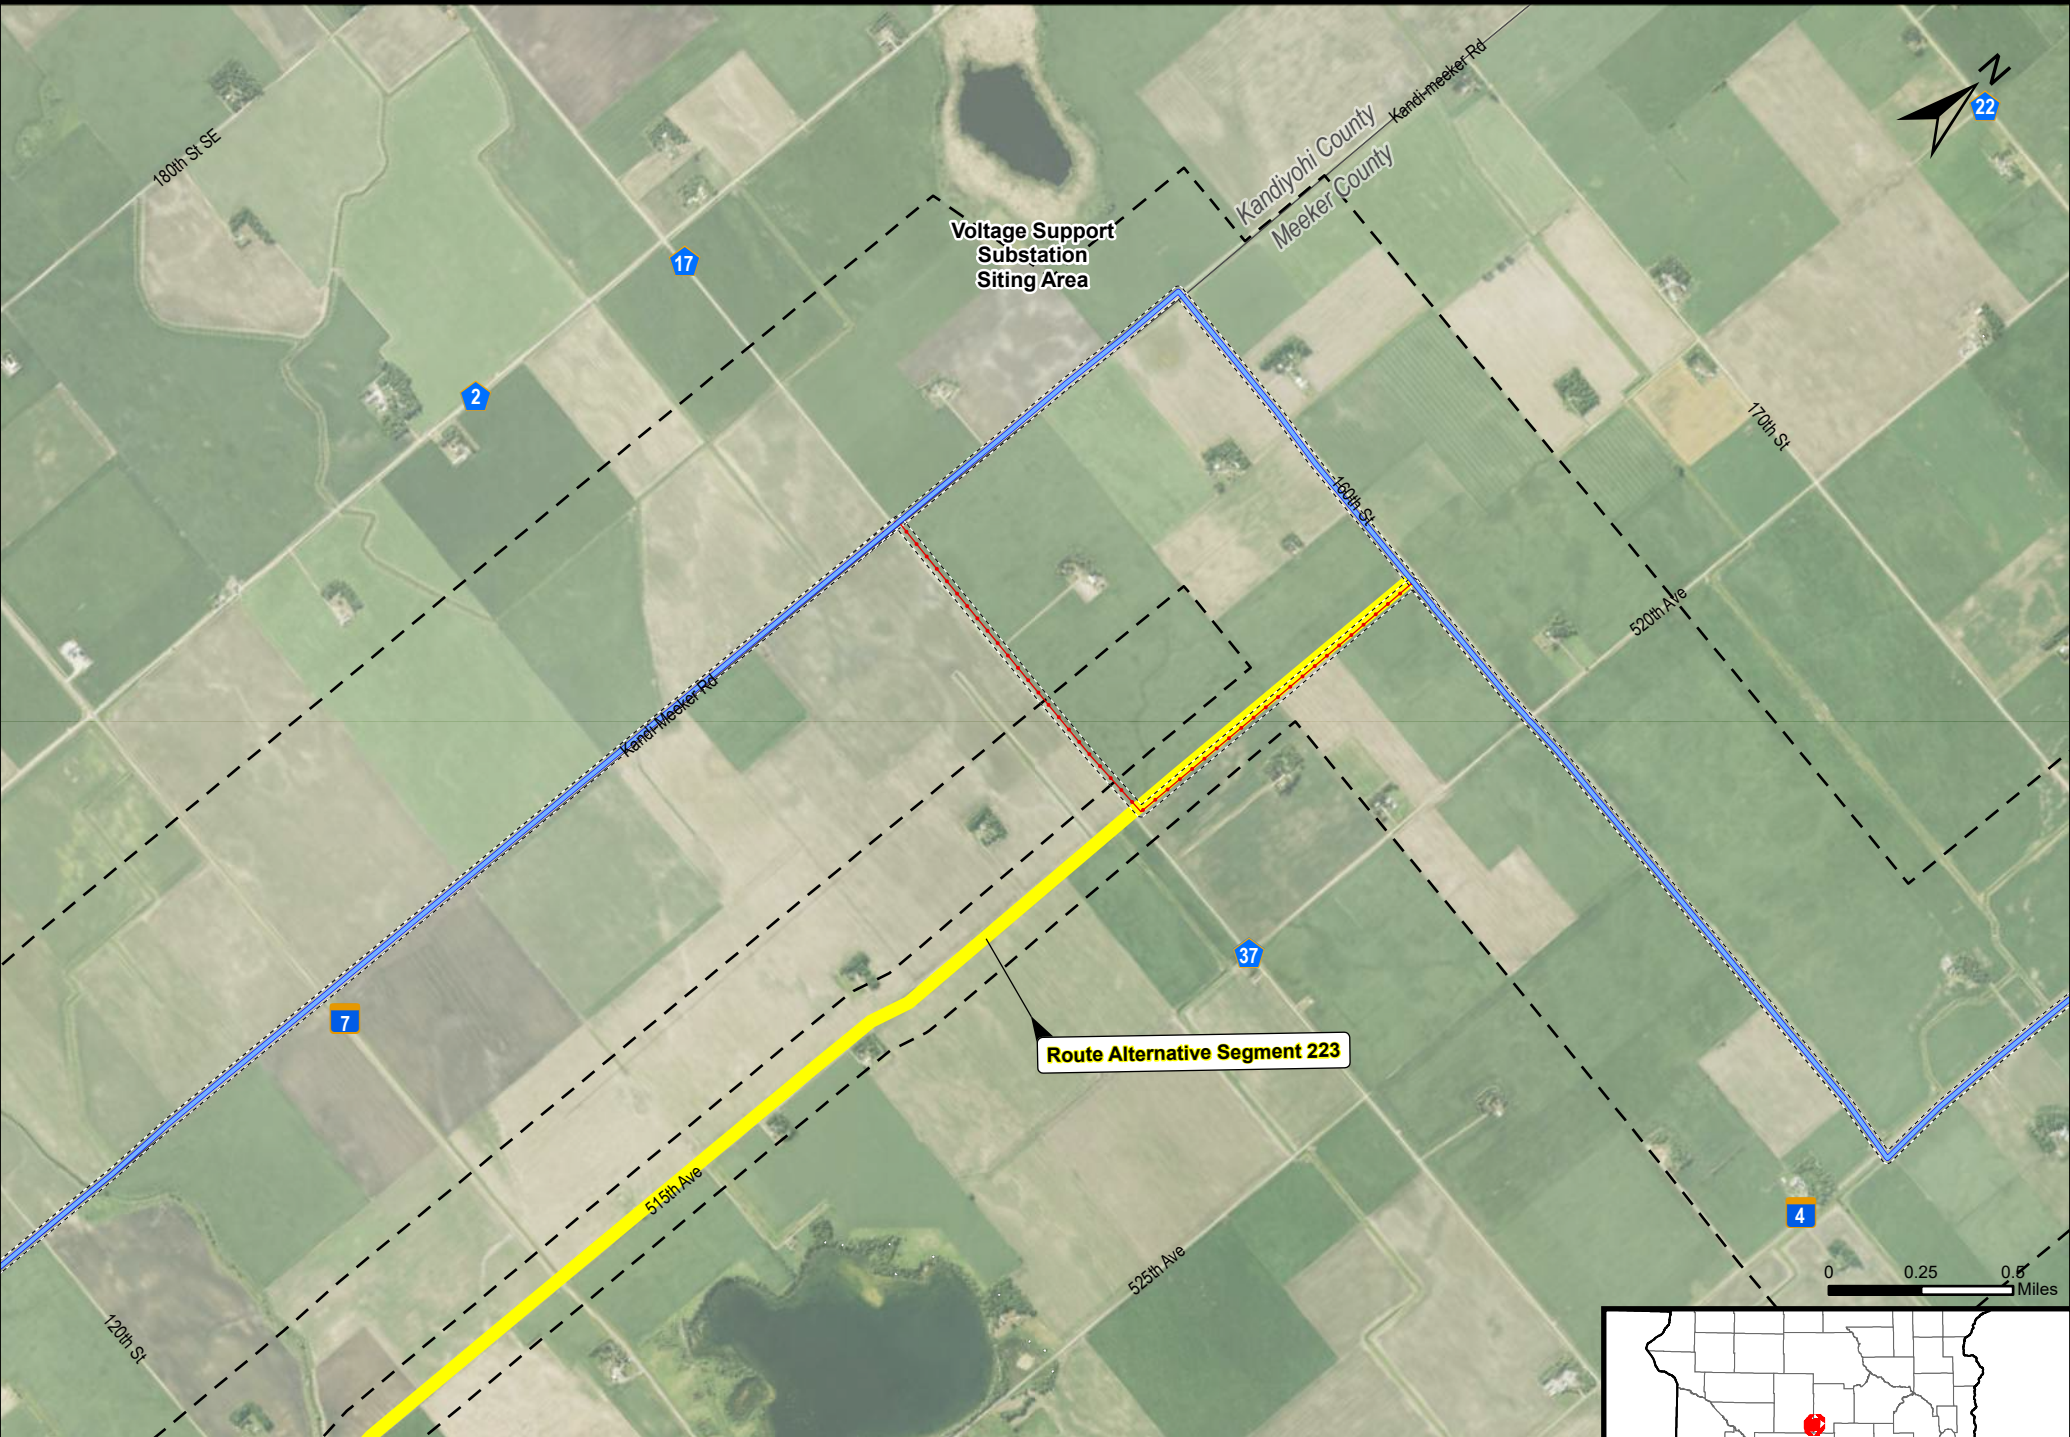 N
22
Kandi-meeker Rd
Kandiyohi County
Meeker County
180th St SE
Voltage Support
Substation
Siting Area
17
2
170th St
160th St
520th Ave
Kandi-Meeker Rd
37
7
Route Alternative Segment 223
515th Ave
4
525th Ave
0 0.25 0.5
Miles
120th St